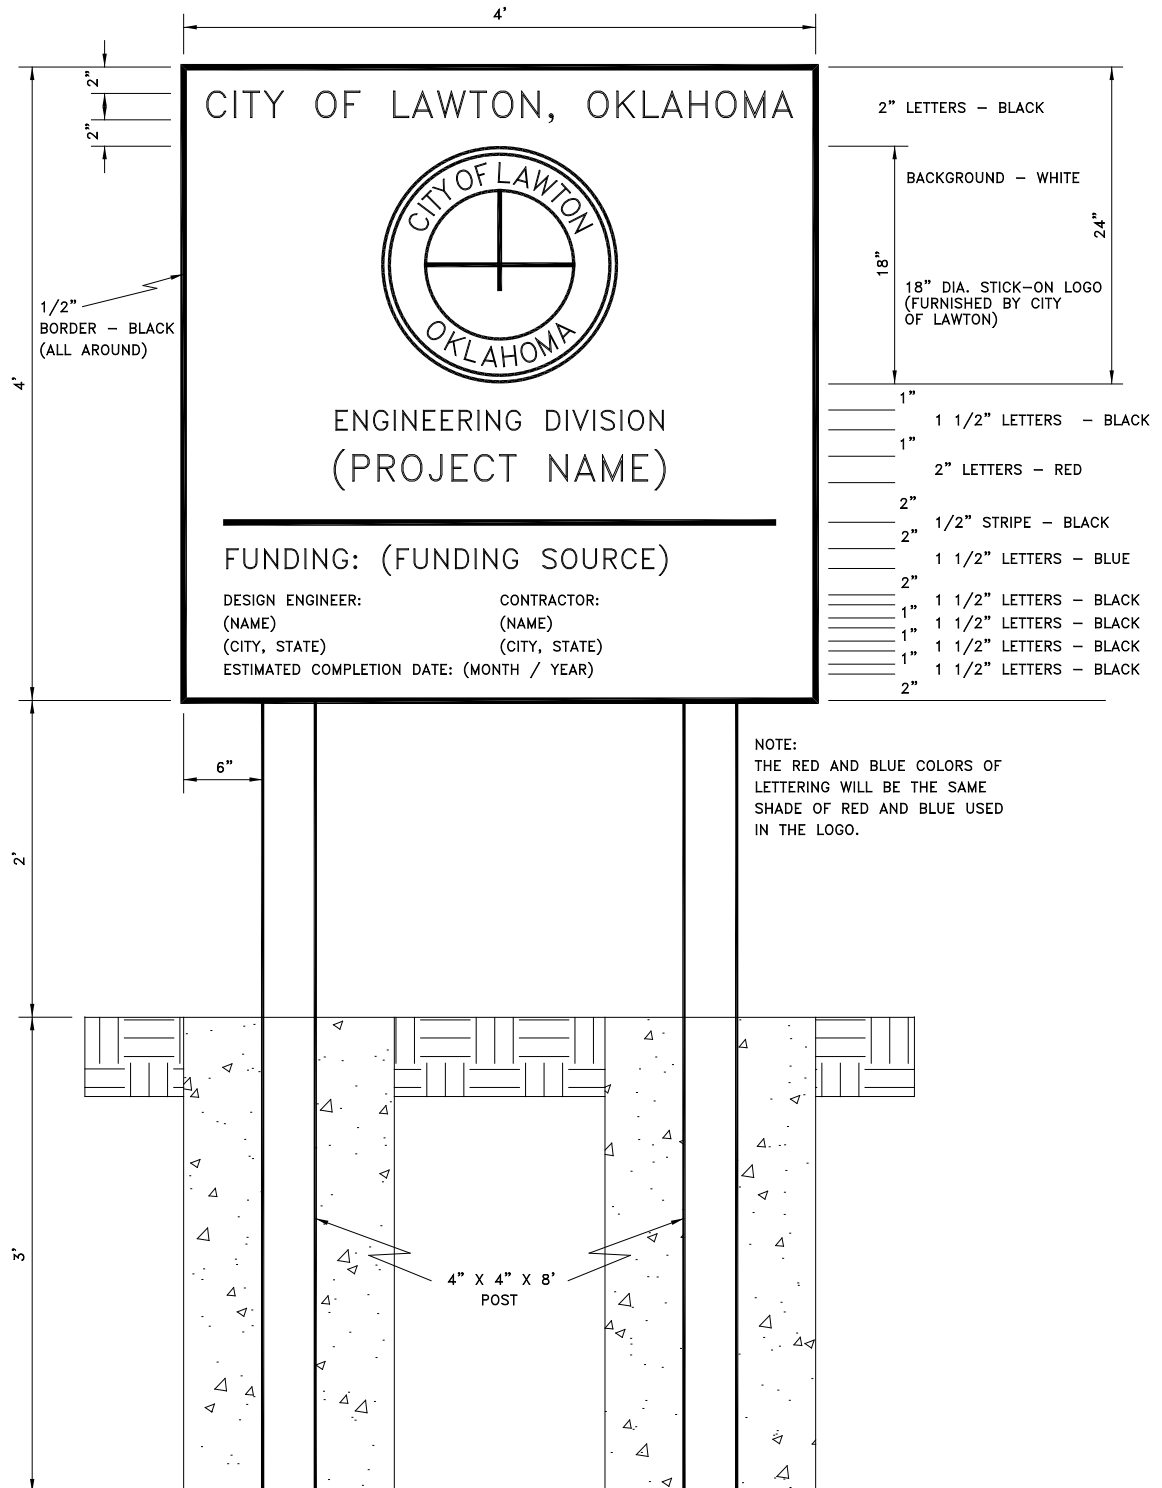 4'
2"
2"
CITY OF LAWTON, OKLAHOMA
2" LETTERS - BLACK
CITY OF LAWTON
OKLAHOMA
BACKGROUND - WHITE
24"
18"
18" DIA. STICK-ON LOGO
(FURNISHED BY CITY
OF LAWTON)
1/2"
BORDER - BLACK
(ALL AROUND)
4'
1"
ENGINEERING DIVISION
1 1/2" LETTERS - BLACK
1"
(PROJECT NAME)
2" LETTERS - RED
2"
1/2" STRIPE - BLACK
2"
FUNDING: (FUNDING SOURCE)
1 1/2" LETTERS - BLUE
2"
DESIGN ENGINEER: CONTRACTOR:
1 1/2" LETTERS - BLACK
1"
(NAME) (NAME)
1 1/2" LETTERS - BLACK
1"
(CITY, STATE) (CITY, STATE)
1 1/2" LETTERS - BLACK
1"
ESTIMATED COMPLETION DATE: (MONTH / YEAR)
1 1/2" LETTERS - BLACK
2"
6"
NOTE:
THE RED AND BLUE COLORS OF
LETTERING WILL BE THE SAME
SHADE OF RED AND BLUE USED
IN THE LOGO.
2'
3'
4" X 4" X 8'
POST